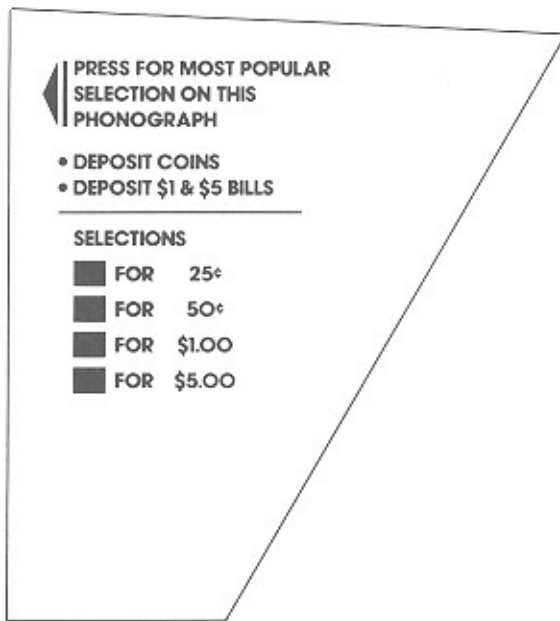 PRESS FOR MOST POPULAR
SELECTION ON THIS
PHONOGRAPH
• DEPOSIT COINS
• DEPOSIT $1 & $5 BILLS
SELECTIONS
FOR 25¢
FOR 50¢
FOR $1.00
FOR $5.00